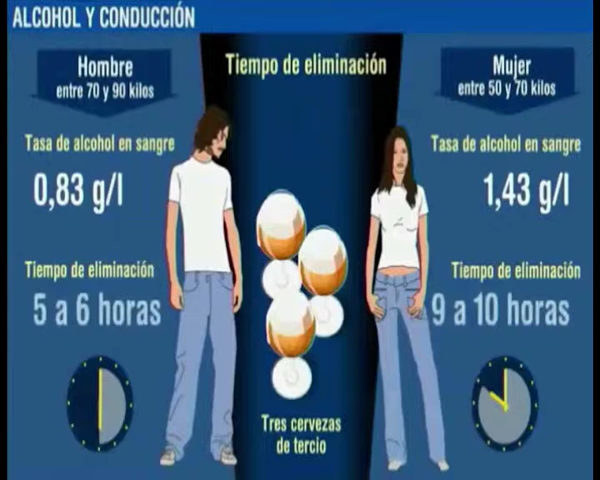 ALCOHOL Y CONDUCCIÓN
Hombre
entre 70 y 90 kilos
Tasa de alcohol en sangre
0,83 g/l
Tiempo de eliminación
5 a 6 horas
Tiempo de eliminación
Tres cervezas
de tercio
Mujer
entre 50 y 70 kilos
Tasa de alcohol en sangre
1,43 g/l
Tiempo de eliminación
9 a 10 horas